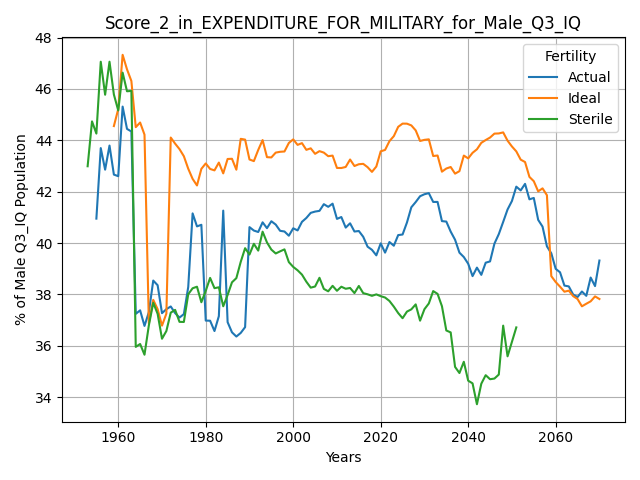 Score_2_in_EXPENDITURE_FOR_MILITARY_for_Male_Q3_IQ
% of Male Q3_IQ Population
48
46
44
42
40
38
36
34
Fertility
Actual
Ideal
Sterile
1960 1980 2000 2020 2040 2060
Years